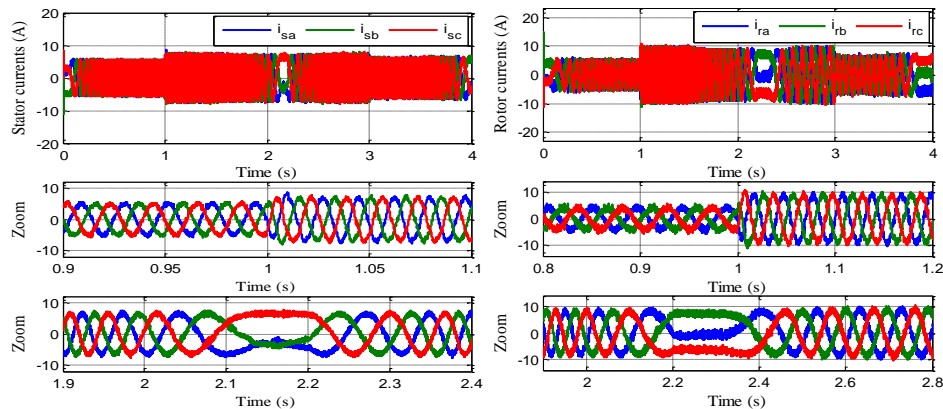 Stator currents (A)
20
10
0
-10
-20
i_sa i_sb i_sc
0 1 2 3 4
Time (s)
Zoom
10
0
-10
0.9 0.95 1 1.05 1.1
Time (s)
Zoom
10
0
-10
1.9 2 2.1 2.2 2.3 2.4
Time (s)
Rotor currents (A)
20
10
0
-10
-20
i_ra i_rb i_rc
0 1 2 3 4
Time (s)
Zoom
10
0
-10
0.8 0.9 1 1.1 1.2
Time (s)
Zoom
10
0
-10
2 2.2 2.4 2.6 2.8
Time (s)